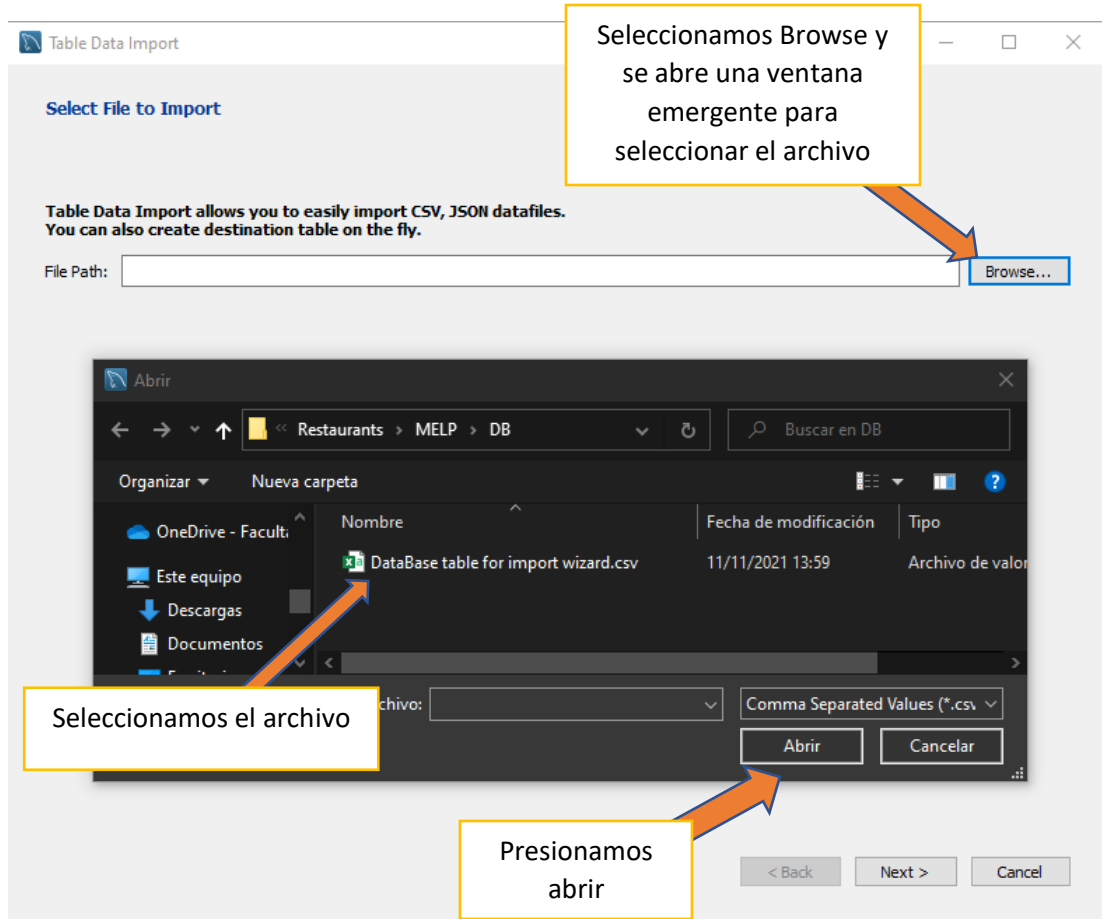 Table Data Import
Seleccionamos Browse y
se abre una ventana
emergente para
seleccionar el archivo
Select File to Import
Table Data Import allows you to easily import CSV, JSON datafiles.
You can also create destination table on the fly.
File Path:
Browse...
Abrir
« Restaurants > MELP > DB
Buscar en DB
Organizar
Nueva carpeta
OneDrive - Facult
Nombre
Fecha de modificación
Tipo
DataBase table for import wizard.csv
11/11/2021 13:59
Archivo de valor
Este equipo
Descargas
Documentos
Seleccionamos el archivo
chivo:
Comma Separated Values (*.csv
Abrir
Cancelar
Presionamos
abrir
< Back
Next >
Cancel